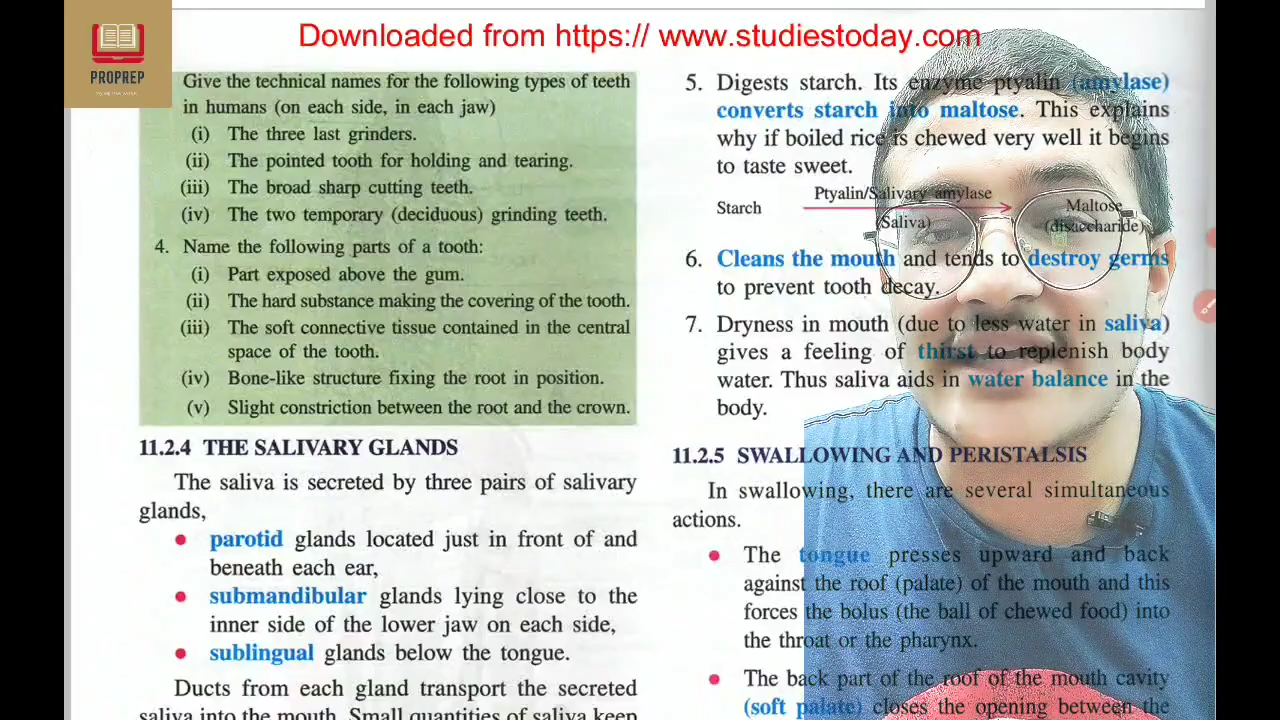 Downloaded from https:// www.studiestoday.com
PROPREP
Give the technical names for the following types of teeth
in humans (on each side, in each jaw)
(i) The three last grinders.
(ii) The pointed tooth for holding and tearing.
(iii) The broad sharp cutting teeth.
(iv) The two temporary (deciduous) grinding teeth.
4. Name the following parts of a tooth:
(i) Part exposed above the gum.
(ii) The hard substance making the covering of the tooth.
(iii) The soft connective tissue contained in the central
space of the tooth.
(iv) Bone-like structure fixing the root in position.
(v) Slight constriction between the root and the crown.
11.2.4 THE SALIVARY GLANDS
The saliva is secreted by three pairs of salivary
glands,
• parotid glands located just in front of and
beneath each ear,
• submandibular glands lying close to the
inner side of the lower jaw on each side,
• sublingual glands below the tongue.
Ducts from each gland transport the secreted
saliva into the mouth. Small quantities of saliva keep
5. Digests starch. Its enzyme ptyalin (amylase)
converts starch into maltose. This explains
why if boiled rice is chewed very well it begins
to taste sweet.
Ptyalin/Salivary amylase
Starch Maltose
(Saliva) (disaccharide)
6. Cleans the mouth and tends to destroy germs
to prevent tooth decay.
7. Dryness in mouth (due to less water in saliva)
gives a feeling of thirst to replenish body
water. Thus saliva aids in water balance in the
body.
11.2.5 SWALLOWING AND PERISTALSIS
In swallowing, there are several simultaneous
actions.
• The tongue presses upward and back
against the roof (palate) of the mouth and this
forces the bolus (the ball of chewed food) into
the throat or the pharynx.
• The back part of the roof of the mouth cavity
(soft palate) closes the opening between the